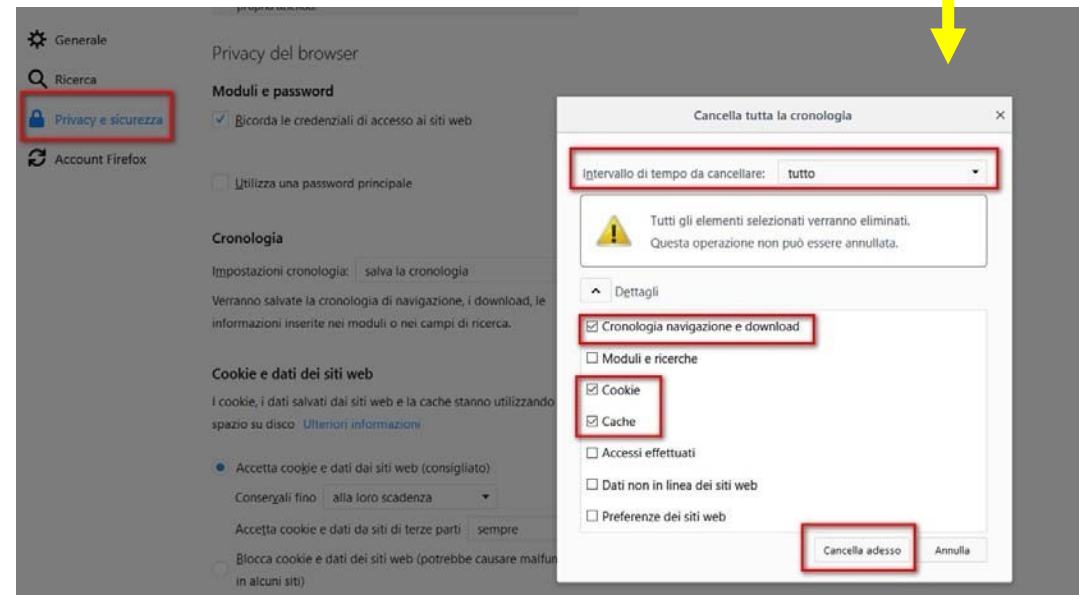 Generale
Ricerca
Privacy e sicurezza
Account Firefox
Privacy del browser
Moduli e password
Ricorda le credenziali di accesso ai siti web
Utilizza una password principale
Cronologia
Impostazioni cronologia: salva la cronologia
Verranno salvate la cronologia di navigazione, i download, le
informazioni inserite nei moduli o nei campi di ricerca.
Cookie e dati dei siti web
I cookie, i dati salvati dai siti web e la cache stanno utilizzando
spazio su disco Ulteriori informazioni
Accetta cookie e dati dai siti web (consigliato)
Conservali fino alla loro scadenza
Accetta cookie e dati da siti di terze parti sempre
Blocca cookie e dati dei siti web (potrebbe causare malfun
in alcuni siti)
Cancella tutta la cronologia
Intervallo di tempo da cancellare: tutto
Tutti gli elementi selezionati verranno eliminati.
Questa operazione non può essere annullata.
Dettagli
Cronologia navigazione e download
Moduli e ricerche
Cookie
Cache
Accessi effettuati
Dati non in linea dei siti web
Preferenze dei siti web
Cancella adesso Annulla